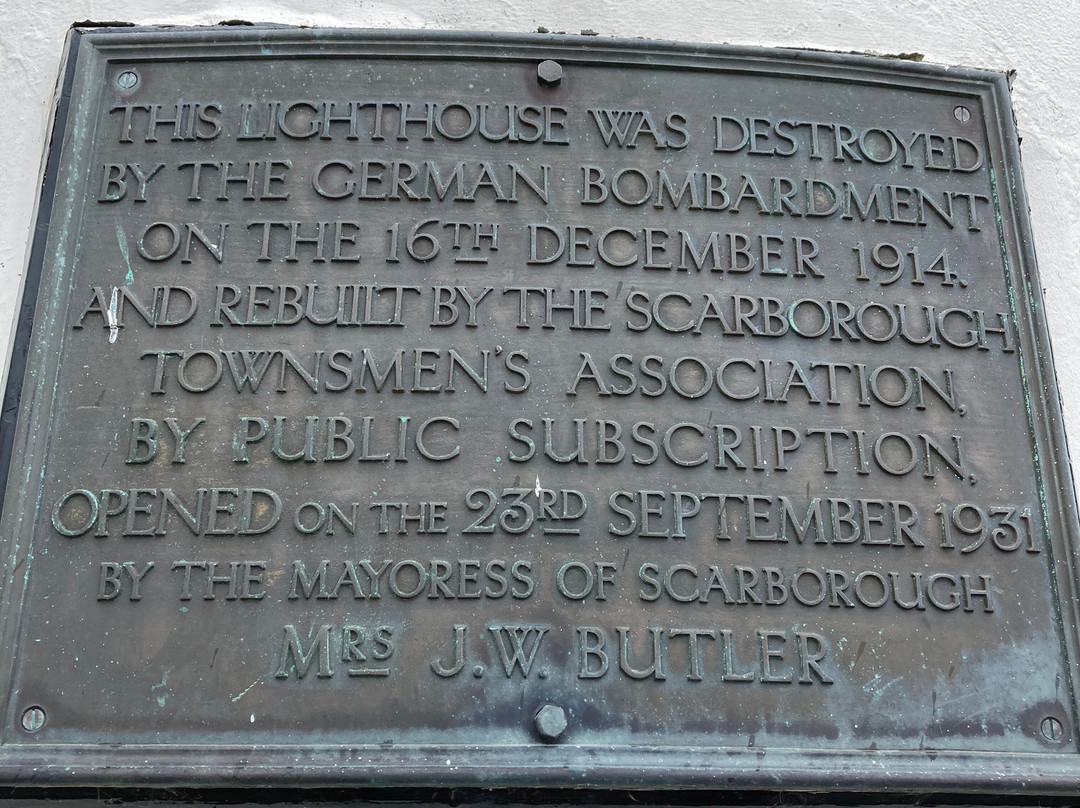 THIS LIGHTHOUSE WAS DESTROYED
BY THE GERMAN BOMBARDMENT
ON THE 16TH DECEMBER 1914.
AND REBUILT BY THE SCARBOROUGH
TOWNSMEN'S ASSOCIATION,
BY PUBLIC SUBSCRIPTION,
OPENED ON THE 23RD SEPTEMBER 1931
BY THE MAYORESS OF SCARBOROUGH
MRS J.W. BUTLER